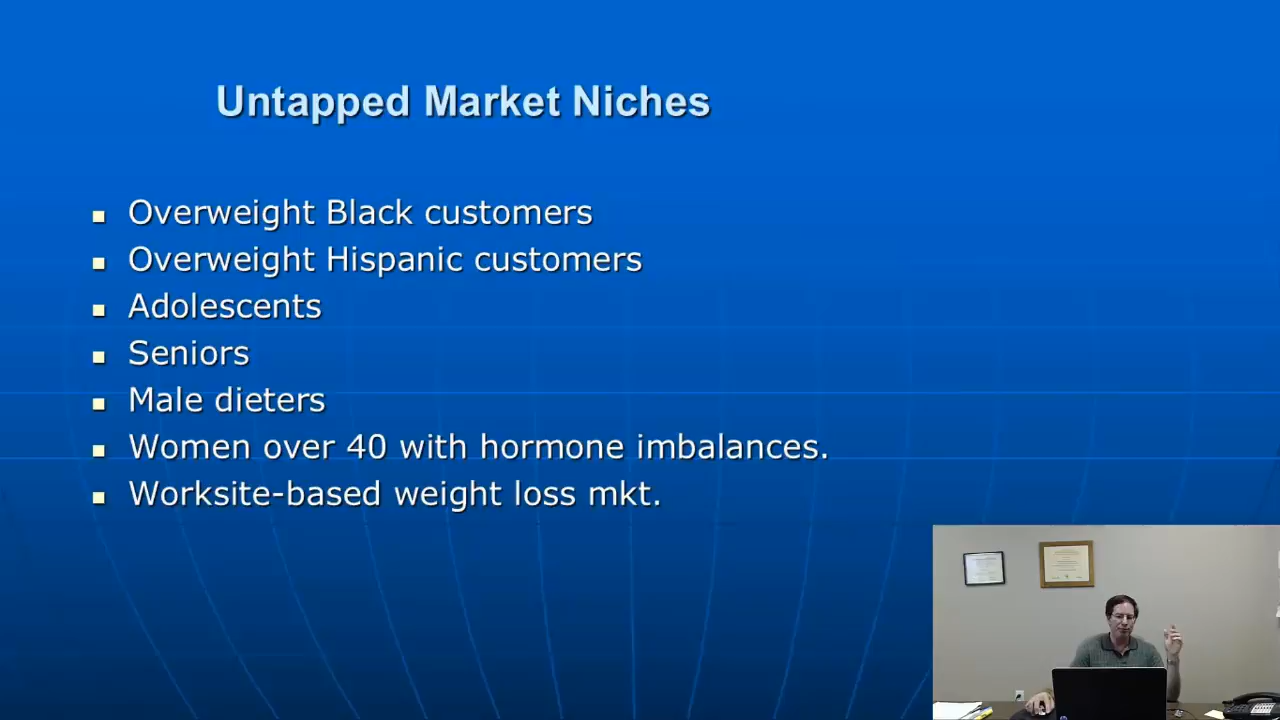 Untapped Market Niches
Overweight Black customers
Overweight Hispanic customers
Adolescents
Seniors
Male dieters
Women over 40 with hormone imbalances.
Worksite-based weight loss mkt.